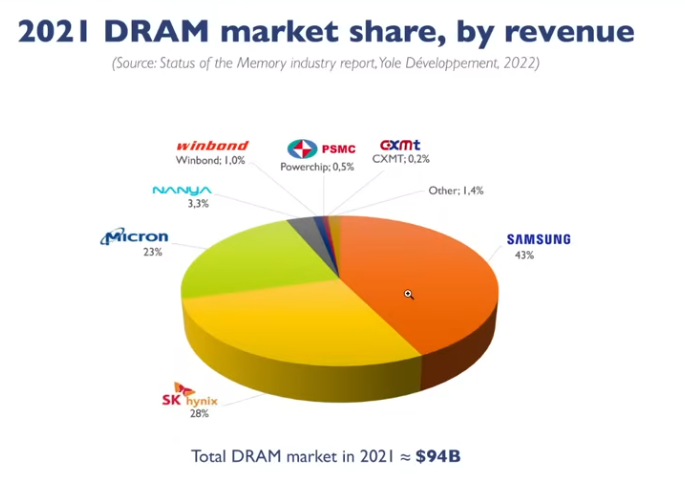 2021 DRAM market share, by revenue
(Source: Status of the Memory industry report, Yole Développement, 2022)
winbond
Winbond; 1,0%
PSMC
Powerchip; 0,5%
cxmt
CXMT; 0,2%
Other; 1,4%
NANYA
3,3%
Micron
23%
SAMSUNG
43%
SK hynix
28%
Total DRAM market in 2021 ≈ $94B